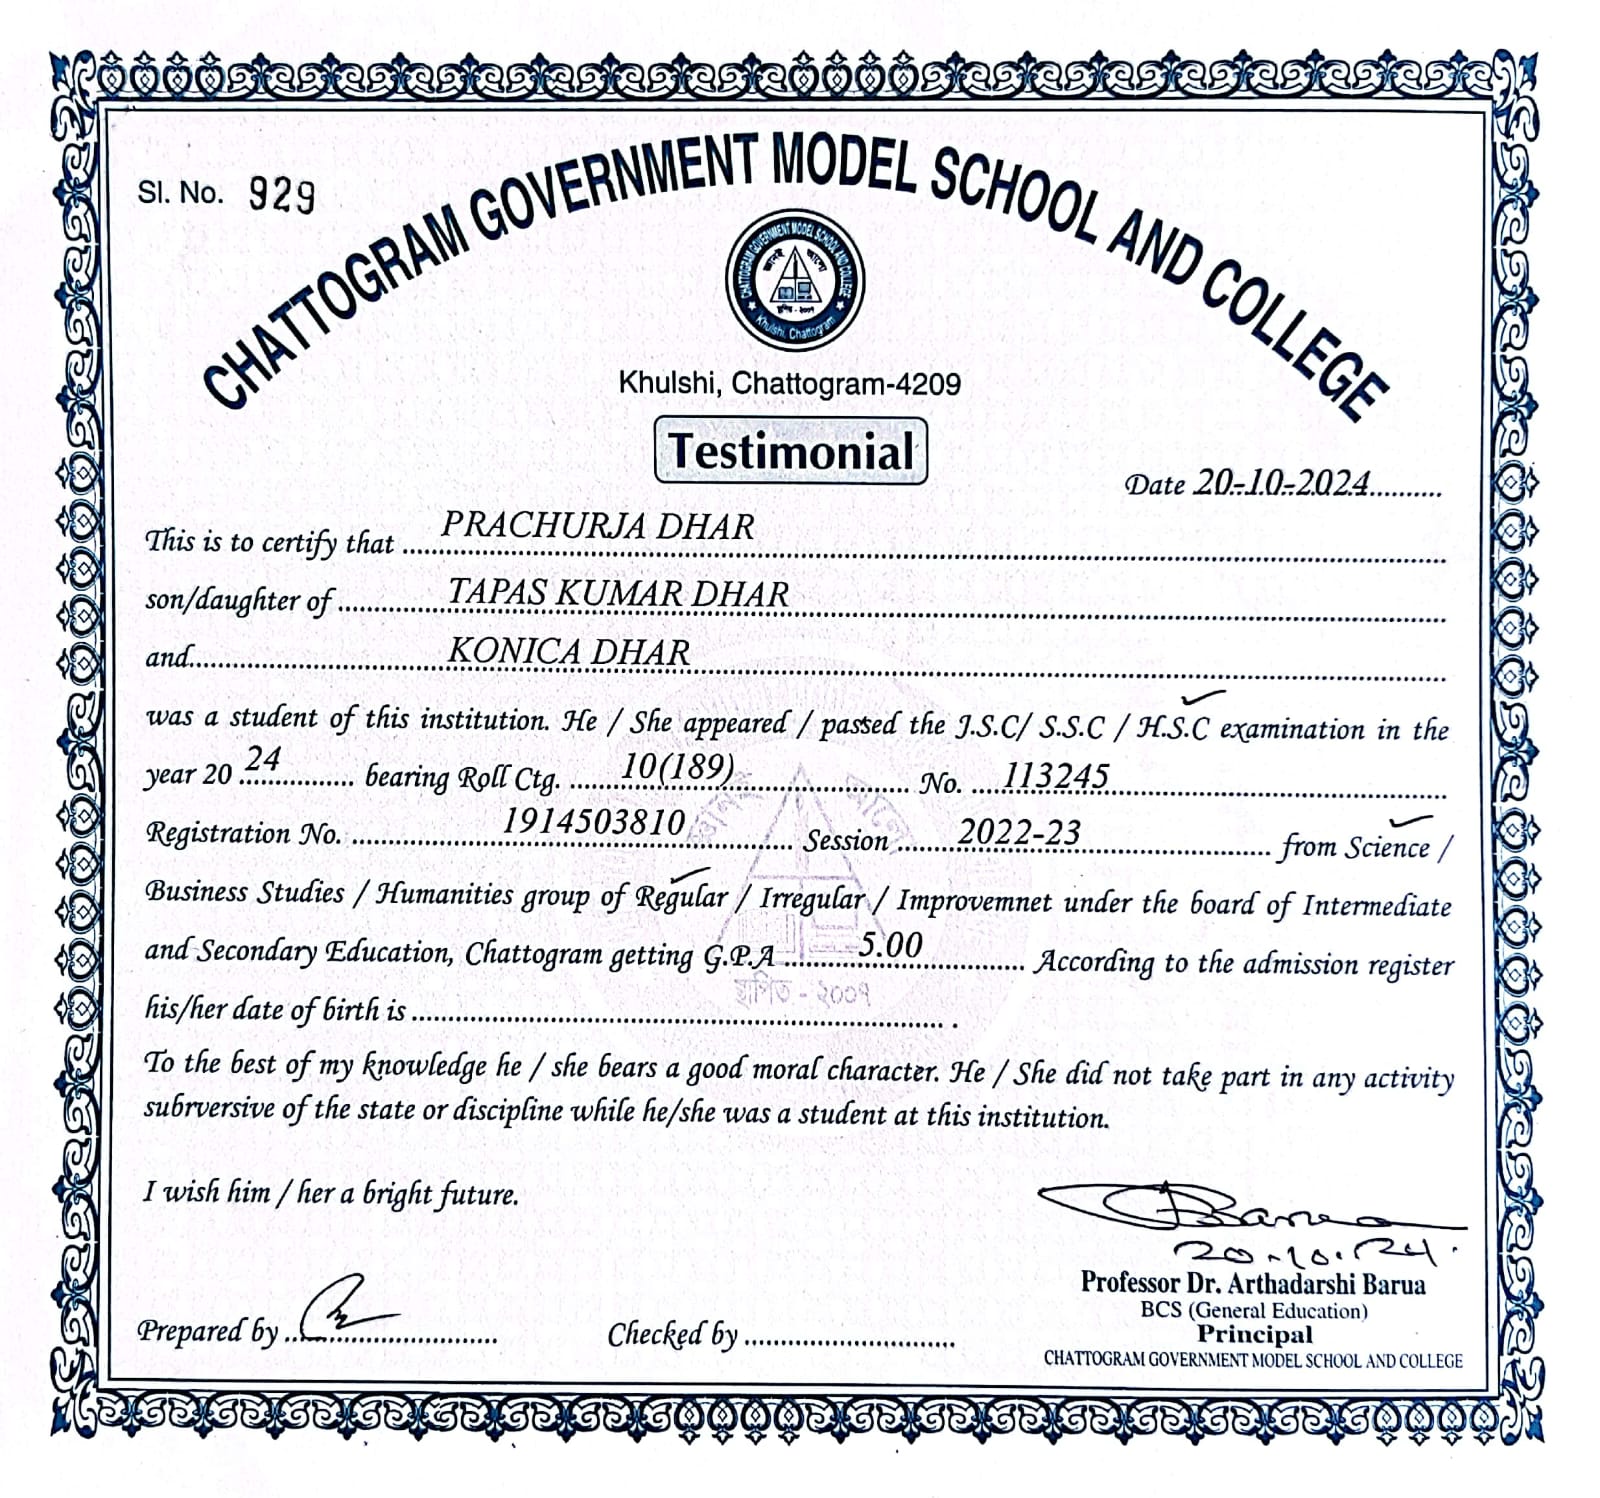 Sl. No. 929
CHATTOGRAM GOVERNMENT MODEL SCHOOL AND COLLEGE
CHATTOGRAM GOVERNMENT MODEL SCHOOL AND COLLEGE
Khulshi, Chattogram
Khulshi, Chattogram-4209
Testimonial
Date 20-10-2024
This is to certify that PRACHURJA DHAR
son/daughter of TAPAS KUMAR DHAR
and KONICA DHAR
was a student of this institution. He / She appeared / passed the J.S.C/ S.S.C / H.S.C examination in the
year 20 24 bearing Roll Ctg. 10(189) No. 113245
Registration No. 1914503810 Session 2022-23 from Science /
Business Studies / Humanities group of Regular / Irregular / Improvemnet under the board of Intermediate
and Secondary Education, Chattogram getting G.P.A 5.00 According to the admission register
his/her date of birth is
To the best of my knowledge he / she bears a good moral character. He / She did not take part in any activity
subrversive of the state or discipline while he/she was a student at this institution.
I wish him / her a bright future.
20.10.24.
Prepared by
Checked by
Professor Dr. Arthadarshi Barua
BCS (General Education)
Principal
CHATTOGRAM GOVERNMENT MODEL SCHOOL AND COLLEGE